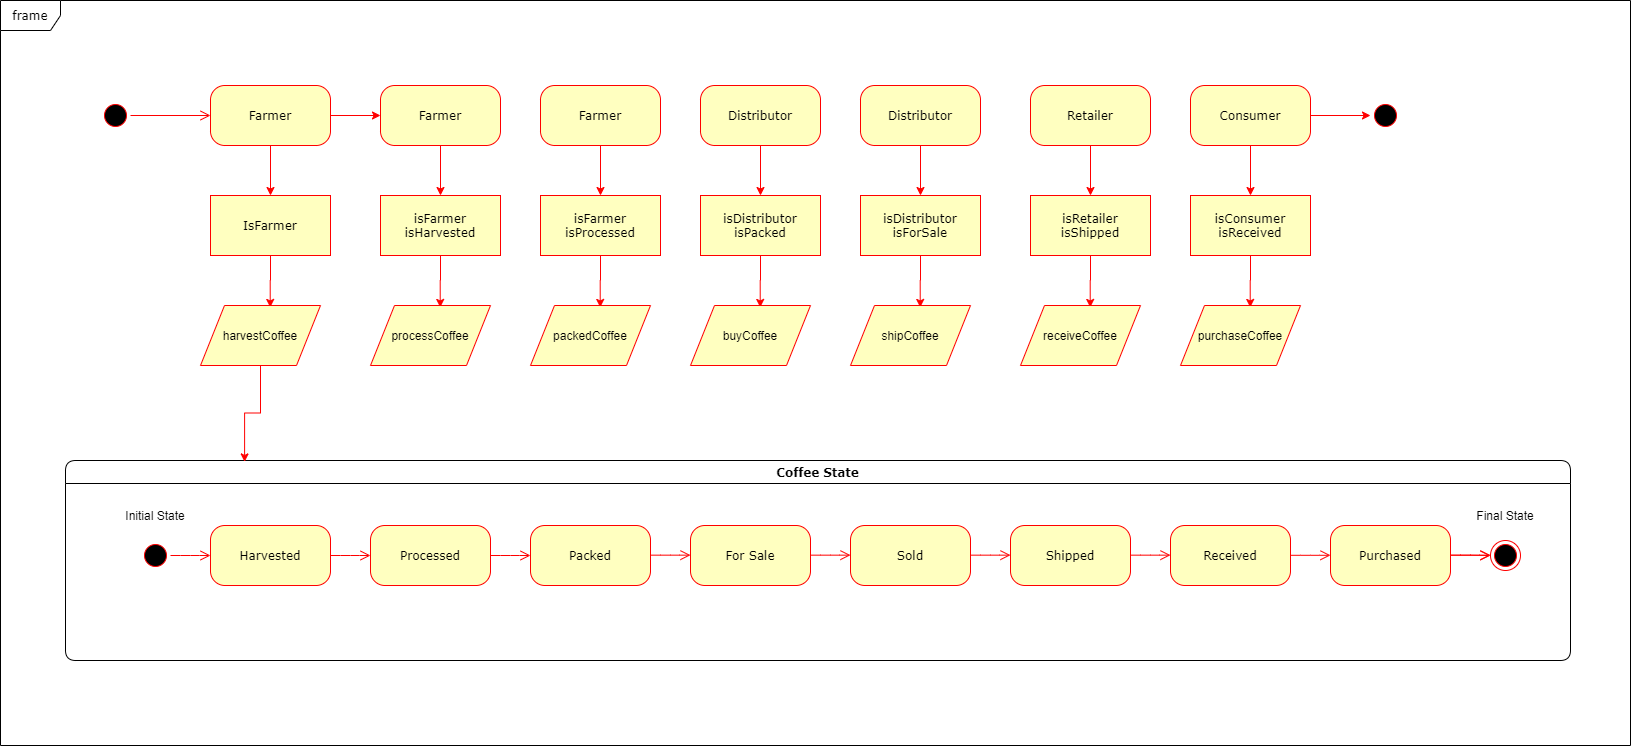 frame
Farmer
Farmer
Farmer
Distributor
Distributor
Retailer
Consumer
IsFarmer
isFarmer
isHarvested
isFarmer
isProcessed
isDistributor
isPacked
isDistributor
isForSale
isRetailer
isShipped
isConsumer
isReceived
harvestCoffee
processCoffee
packedCoffee
buyCoffee
shipCoffee
receiveCoffee
purchaseCoffee
Coffee State
Initial State
Final State
Harvested
Processed
Packed
For Sale
Sold
Shipped
Received
Purchased